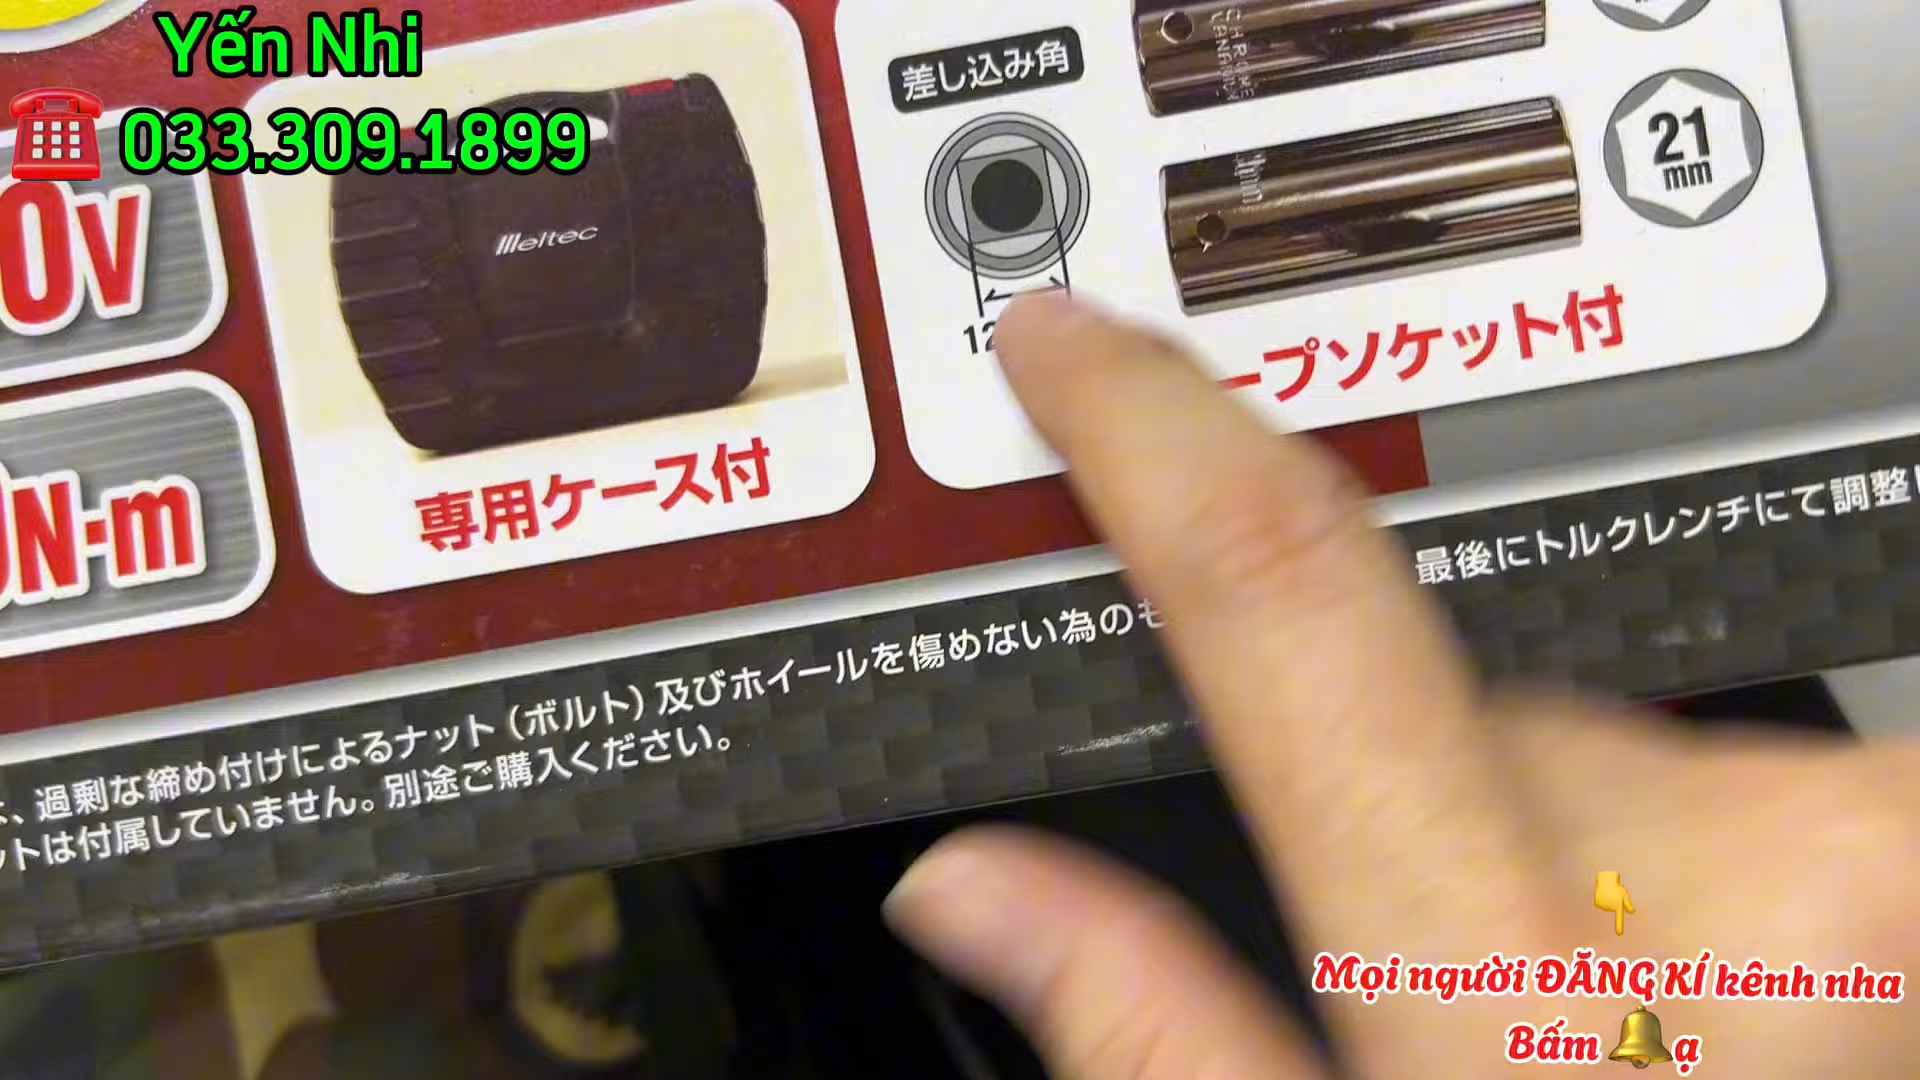 Yến Nhi
033.309.1899
0V
N·m
Meltec
専用ケース付
差し込み角
12
CHROME
VANADIUM
21
mm
ープソケット付
最後にトルクレンチにて調整し
、過剰な締め付けによるナット（ボルト）及びホイールを傷めない為のも
ットは付属していません。別途ご購入ください。
Mọi người ĐĂNG KÍ kênh nha
Bấm 🔔ạ